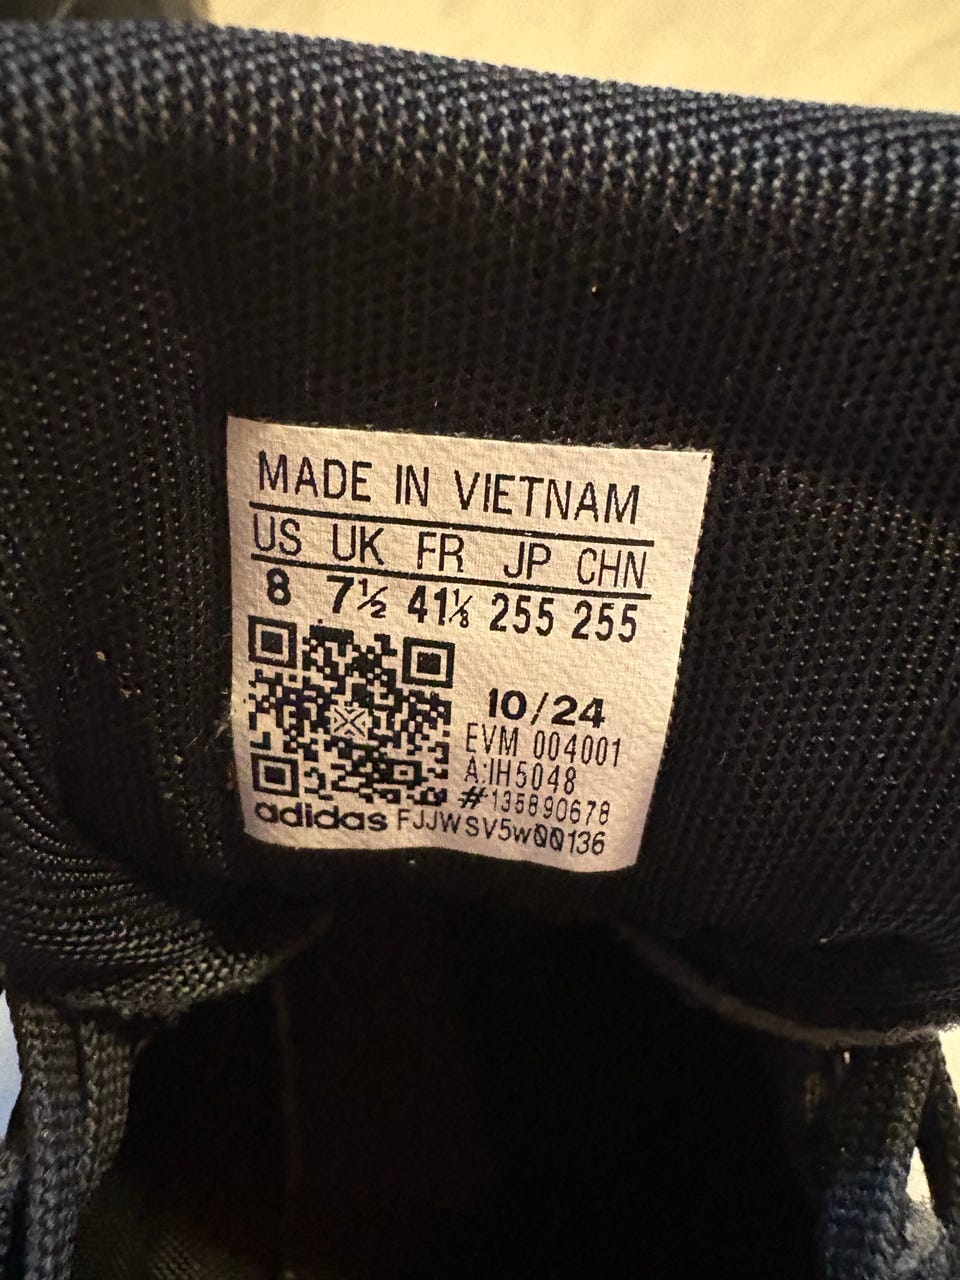 MADE IN VIETNAM
US UK FR JP CHN
8 7½ 41⅓ 255 255
10/24
EVM 004001
A:IH5048
#135890678
adidas FJJWSV5wQQ136